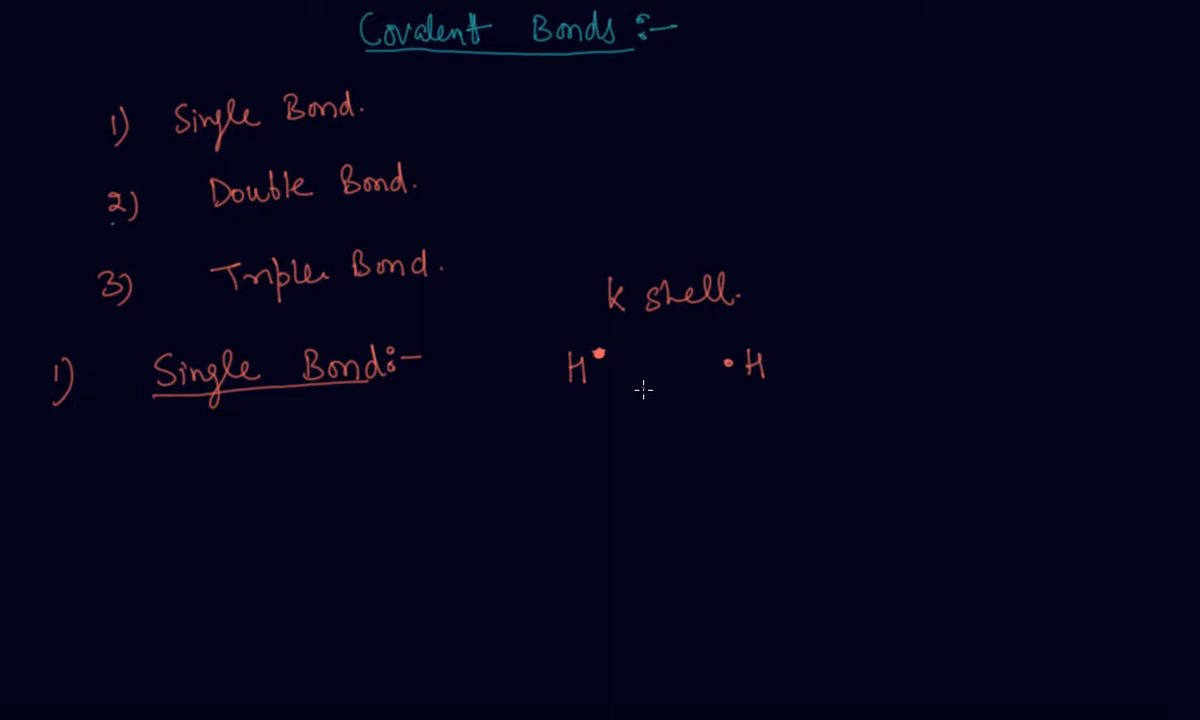 Covalent Bonds :-
1) Single Bond.
2) Double Bond.
3) Triple Bond.
K shell.
1) Single Bond:- H• •H